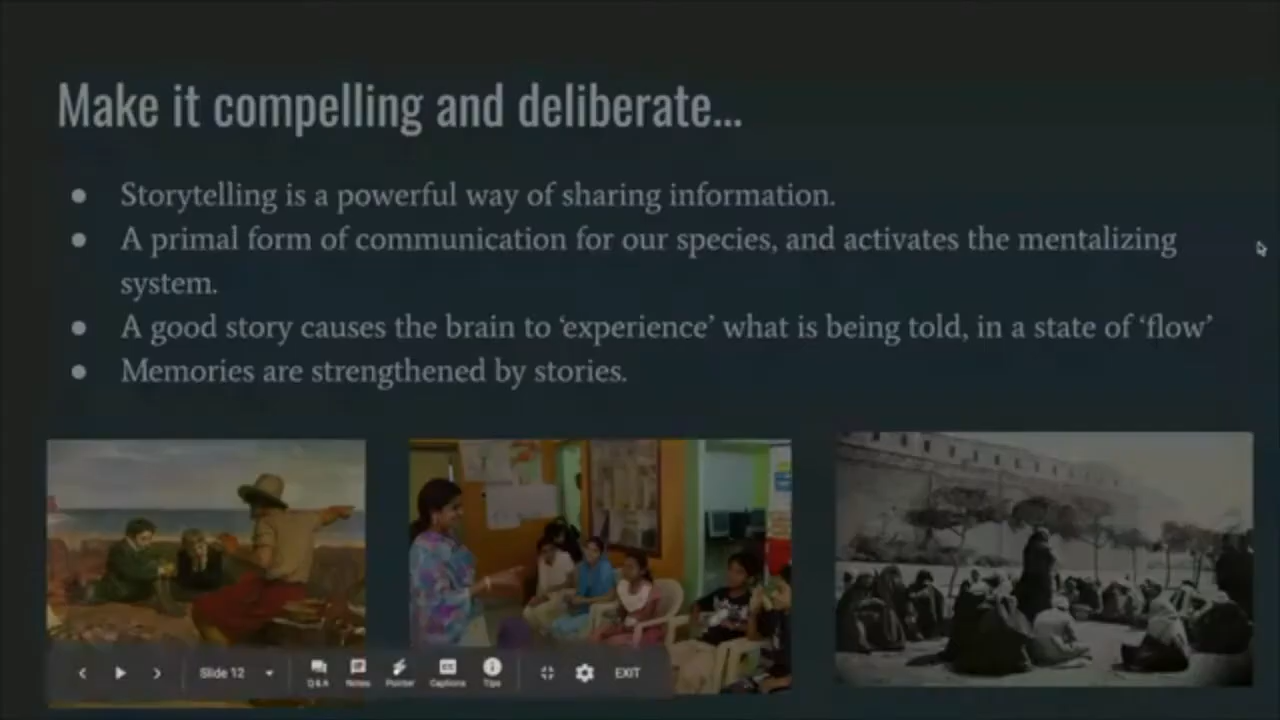 Make it compelling and deliberate...
● Storytelling is a powerful way of sharing information.
● A primal form of communication for our species, and activates the mentalizing
system.
● A good story causes the brain to ‘experience’ what is being told, in a state of ‘flow’
● Memories are strengthened by stories.
Slide 12
Q&A Notes Pointer Captions Tips
EXIT